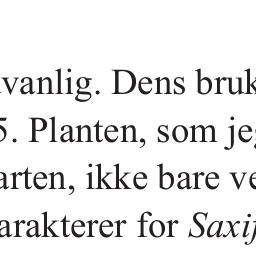 vanlig. Dens bruk
5. Planten, som jeg
arten, ikke bare ve
arakterer for Saxif